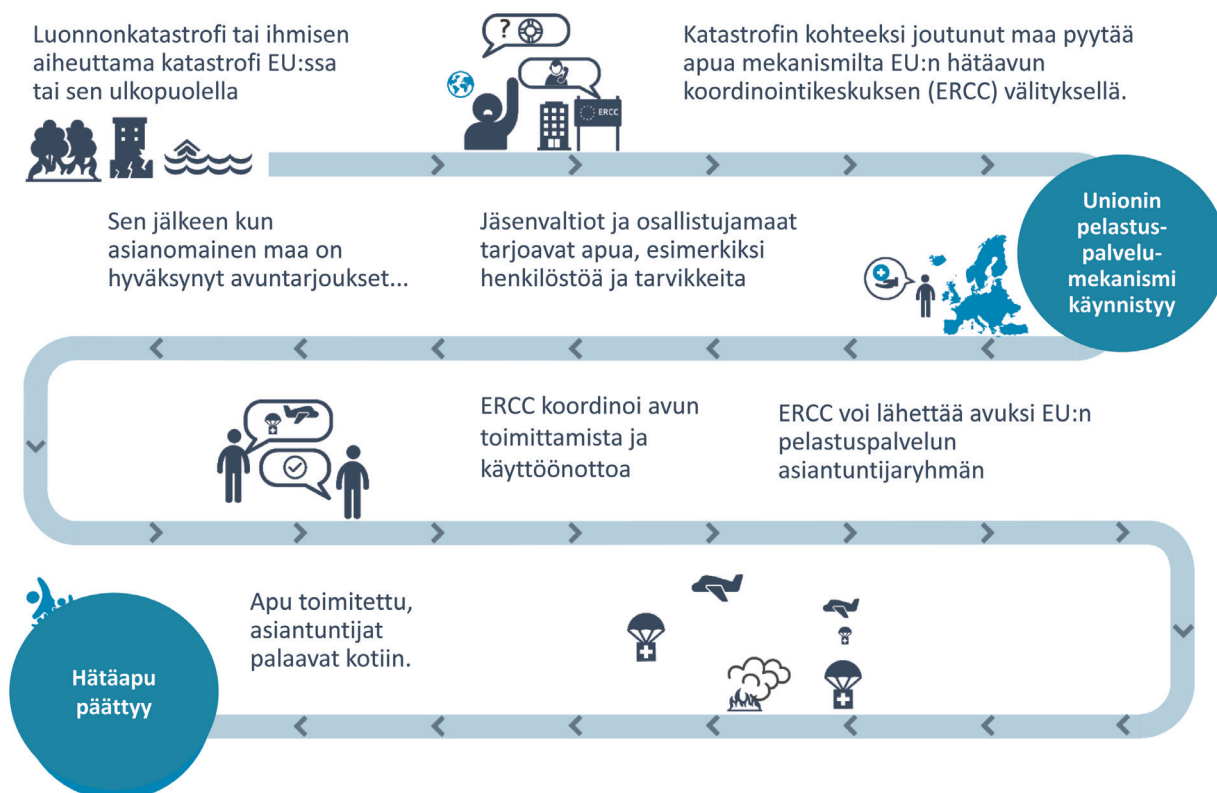 Luonnonkatastrofi tai ihmisen
aiheuttama katastrofi EU:ssa
tai sen ulkopuolella
?
ERCC
Katastrofin kohteeksi joutunut maa pyytää
apua mekanismilta EU:n hätäavun
koordinointikeskuksen (ERCC) välityksellä.
Unionin
pelastus-
palvelu-
mekanismi
käynnistyy
Jäsenvaltiot ja osallistujamaat
tarjoavat apua, esimerkiksi
henkilöstöä ja tarvikkeita
Sen jälkeen kun
asianomainen maa on
hyväksynyt avuntarjoukset...
ERCC koordinoi avun
toimittamista ja
käyttöönottoa
ERCC voi lähettää avuksi EU:n
pelastuspalvelun
asiantuntijaryhmän
Apu toimitettu,
asiantuntijat
palaavat kotiin.
Hätäapu
päättyy